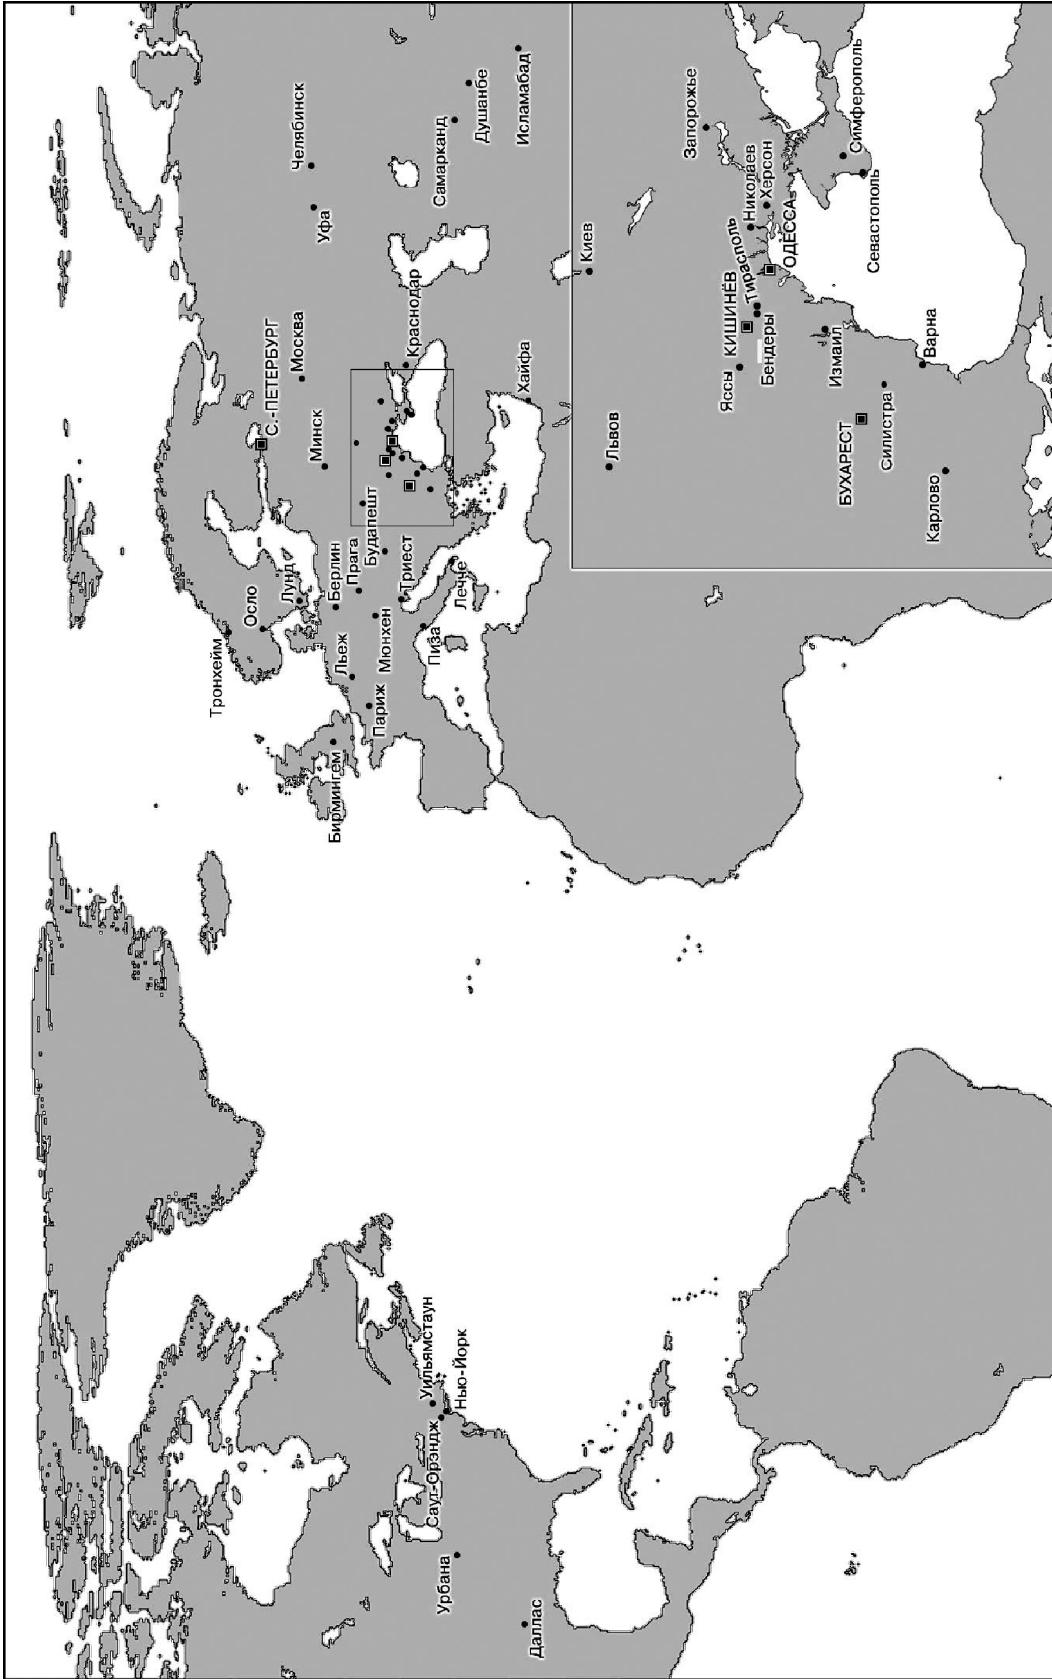 Тронхейм
Осло
С.-ПЕТЕРБУРГ
Лунд
Москва
Челябинск
Уфа
Минск
Бирмингем
Берлин
Льеж
Прага
Париж
Мюнхен
Будапешт
Триест
Краснодар
Пиза
Лечче
Самарканд
Душанбе
Исламабад
Хайфа
Уильямстаун
Сауд-Орэндж
Нью-Йорк
Урбана
Даллас
Киев
Львов
Запорожье
Яссы
КИШИНЁВ
Тирасполь
Николаев
Бендеры
Херсон
ОДЕССА
Измаил
Симферополь
Севастополь
БУХАРЕСТ
Силистра
Варна
Карлово